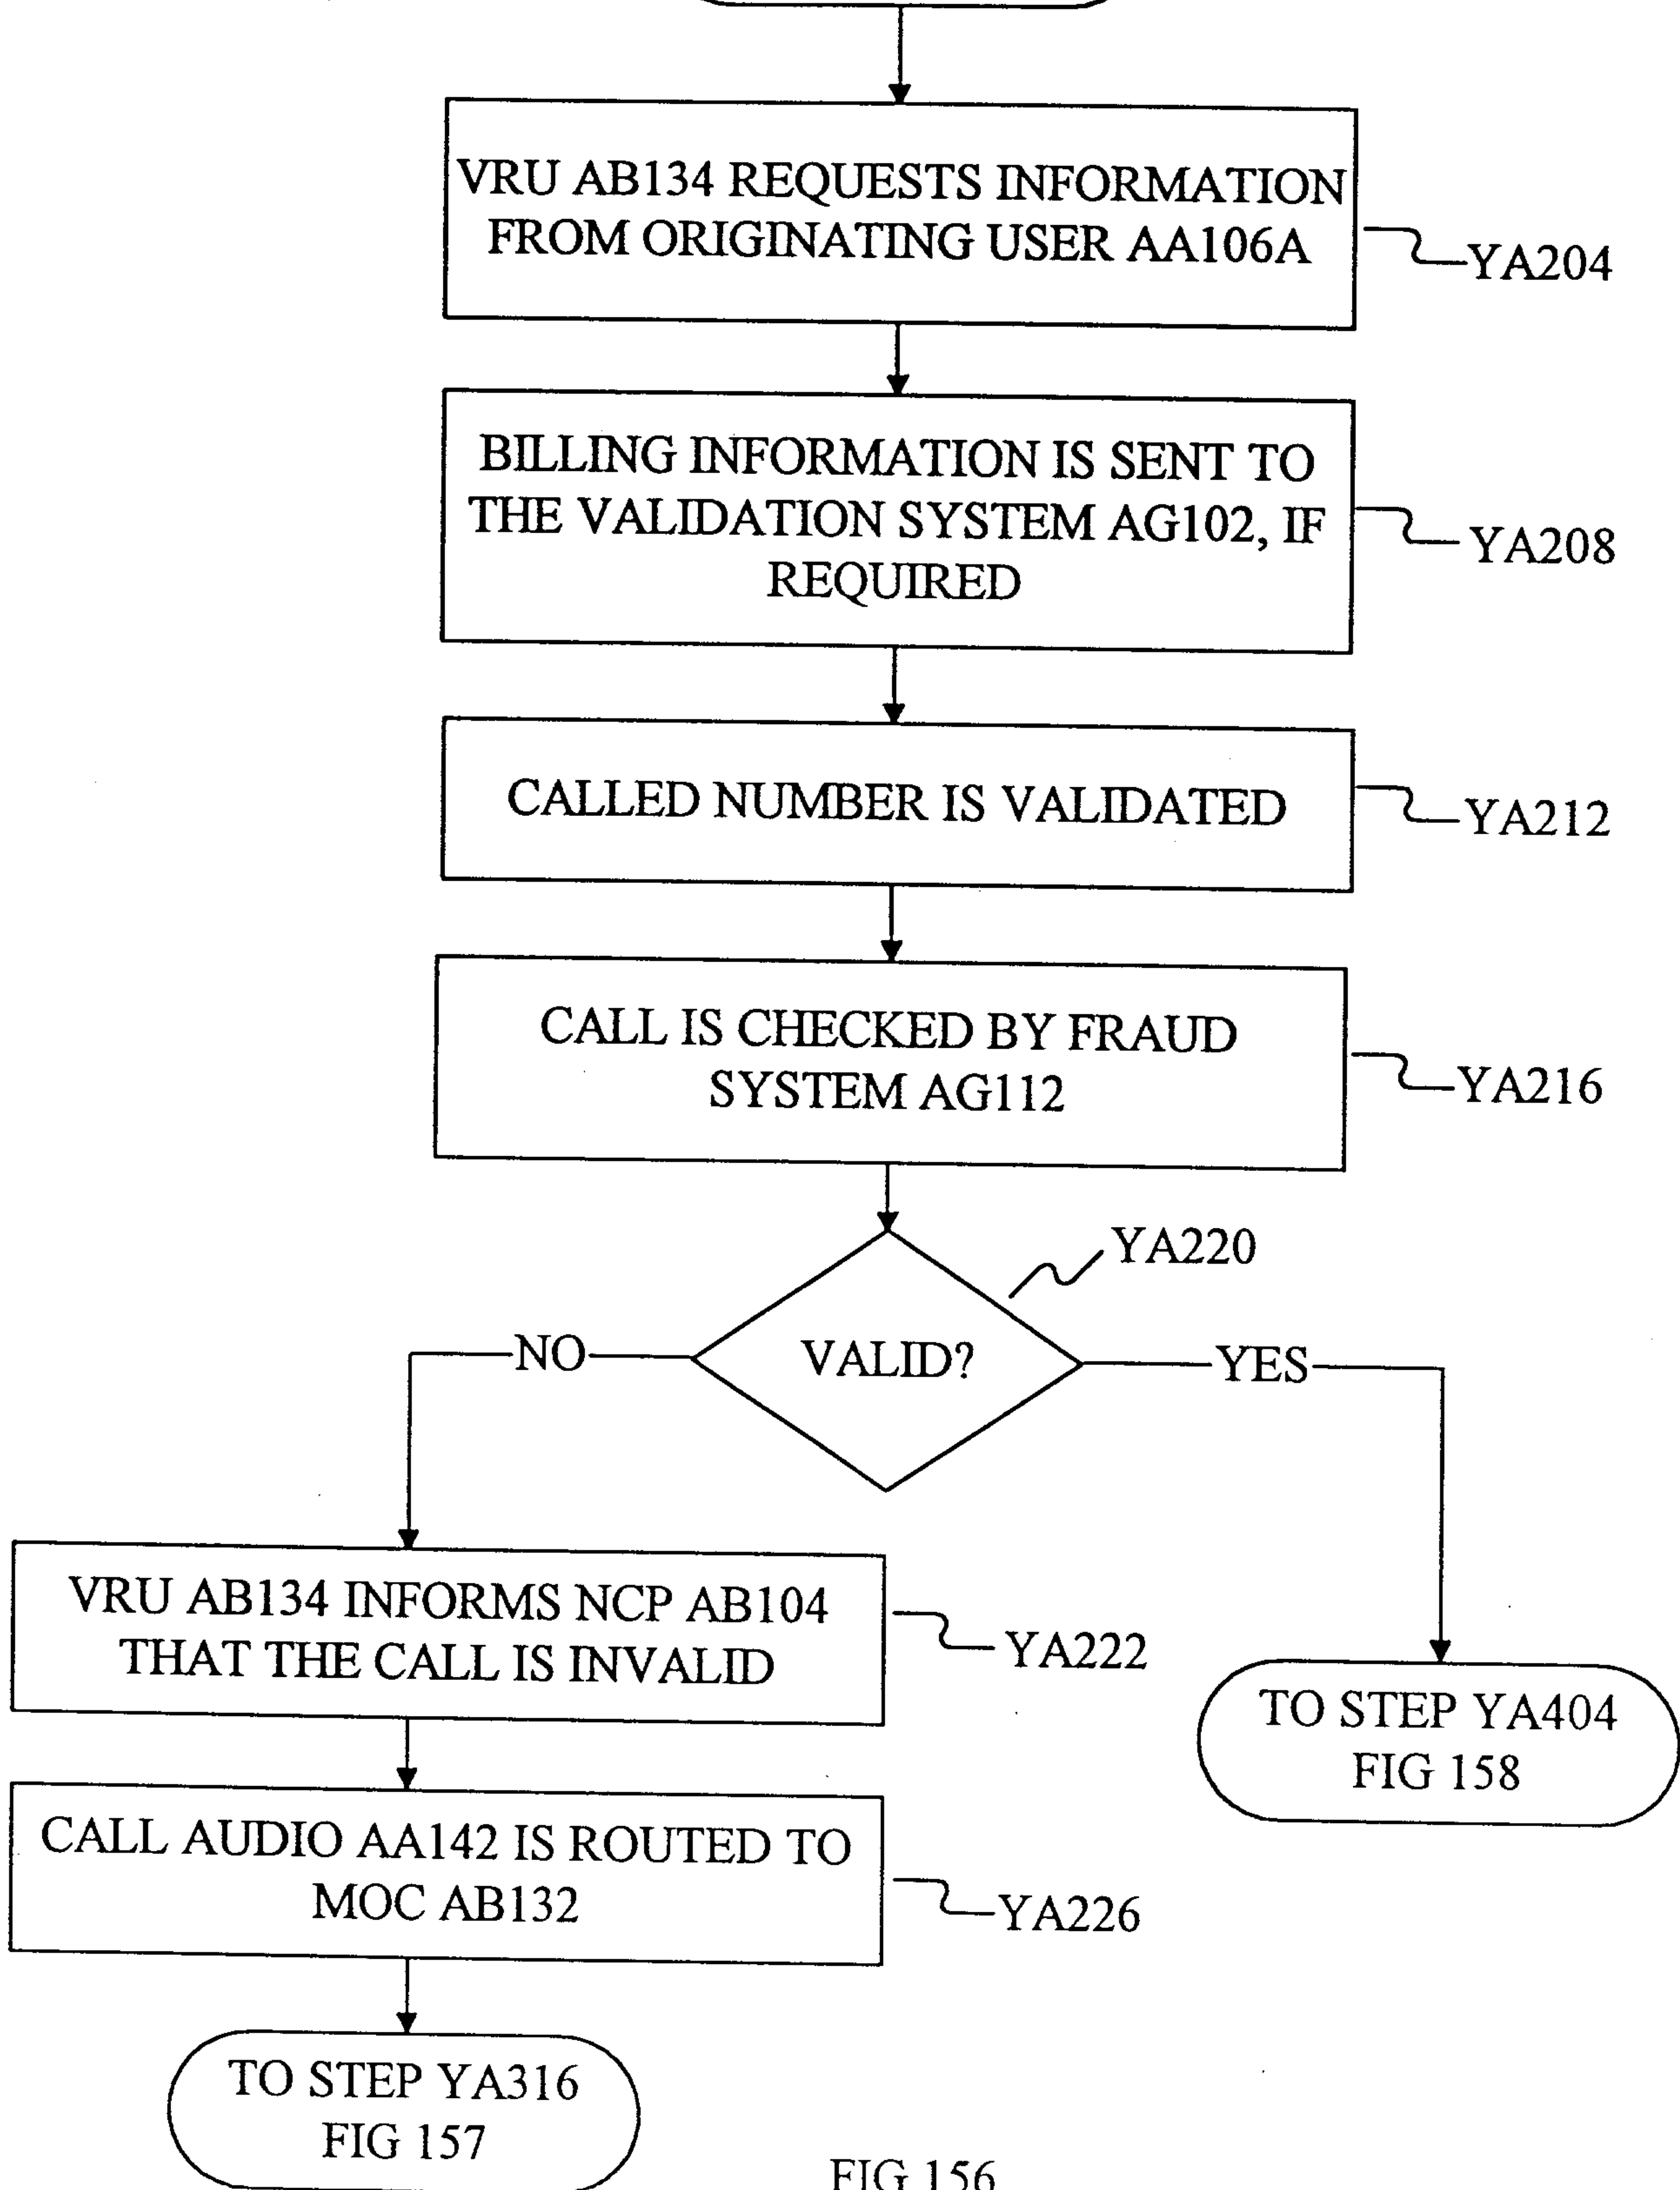 VRU AB134 REQUESTS INFORMATION
FROM ORIGINATING USER AA106A
YA204
BILLING INFORMATION IS SENT TO
THE VALIDATION SYSTEM AG102, IF
REQUIRED
YA208
CALLED NUMBER IS VALIDATED
YA212
CALL IS CHECKED BY FRAUD
SYSTEM AG112
YA216
YA220
NO
VALID?
YES
VRU AB134 INFORMS NCP AB104
THAT THE CALL IS INVALID
YA222
TO STEP YA404
FIG 158
CALL AUDIO AA142 IS ROUTED TO
MOC AB132
YA226
TO STEP YA316
FIG 157
FIG 156